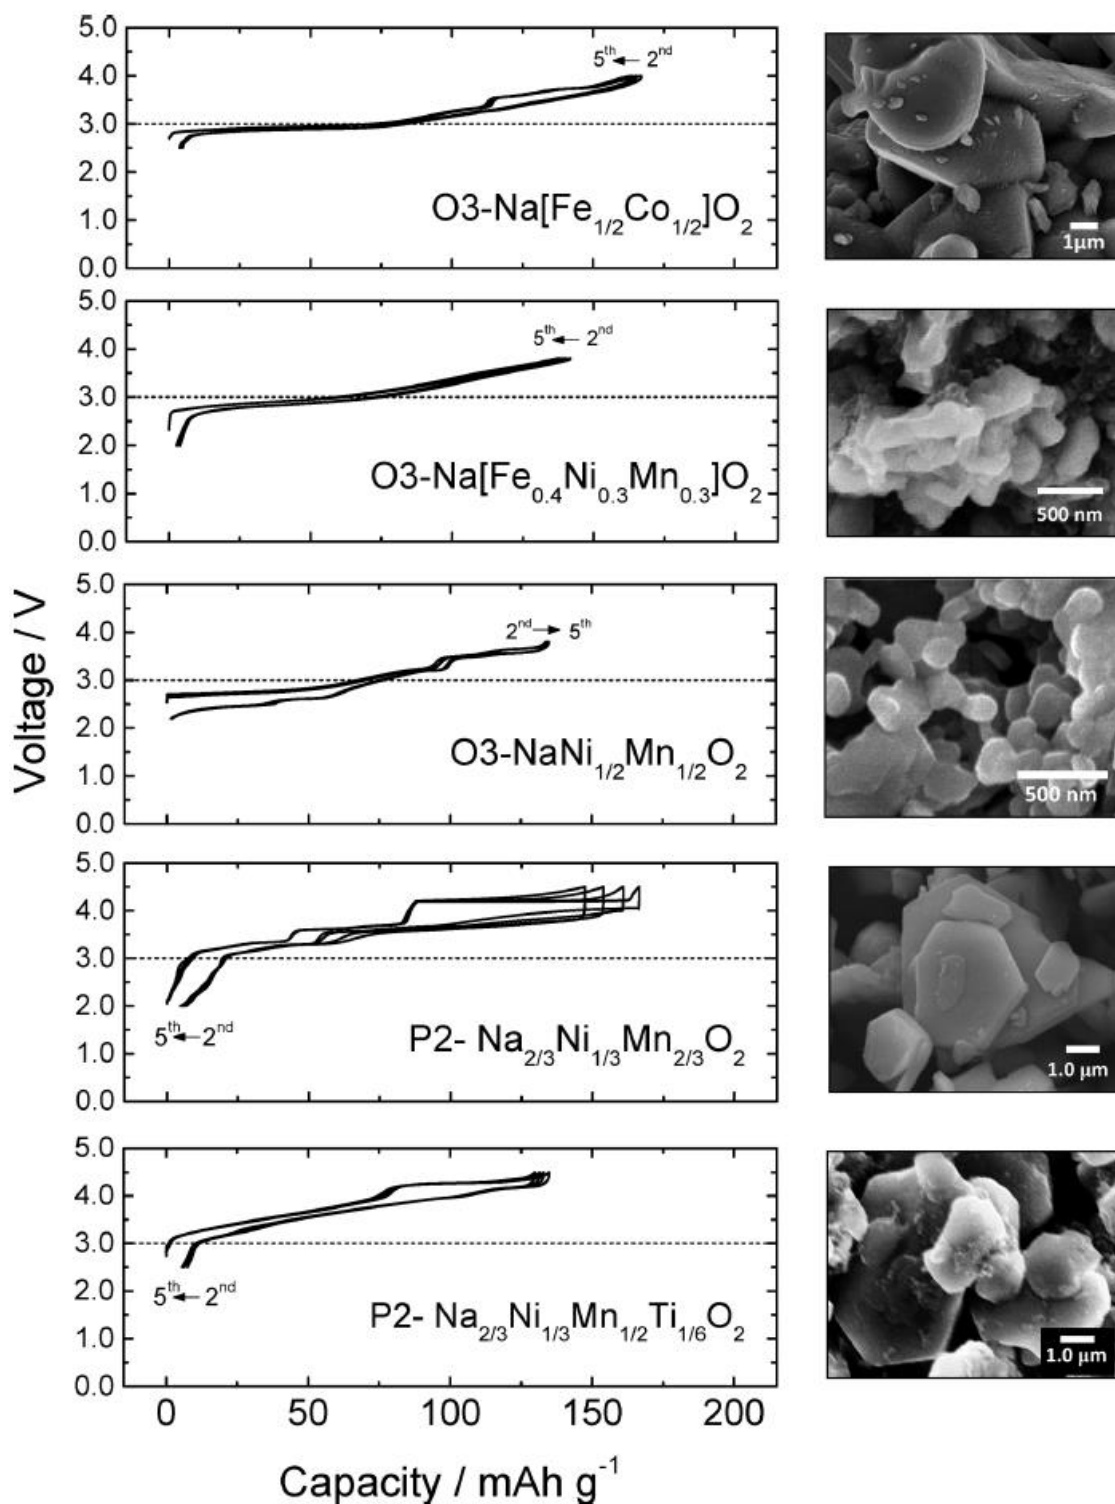 5.0
4.0
3.0
2.0
1.0
0.0
5th ← 2nd
O3-Na[Fe1/2Co1/2]O2
1μm
5.0
4.0
3.0
2.0
1.0
0.0
5th ← 2nd
O3-Na[Fe0.4Ni0.3Mn0.3]O2
500 nm
5.0
4.0
3.0
2.0
1.0
0.0
2nd → 5th
O3-NaNi1/2Mn1/2O2
500 nm
5.0
4.0
3.0
2.0
1.0
0.0
5th ← 2nd
P2- Na2/3Ni1/3Mn2/3O2
1.0 μm
5.0
4.0
3.0
2.0
1.0
0.0
5th ← 2nd
P2- Na2/3Ni1/3Mn1/2Ti1/6O2
1.0 μm
0 50 100 150 200
Voltage / V
Capacity / mAh g-1